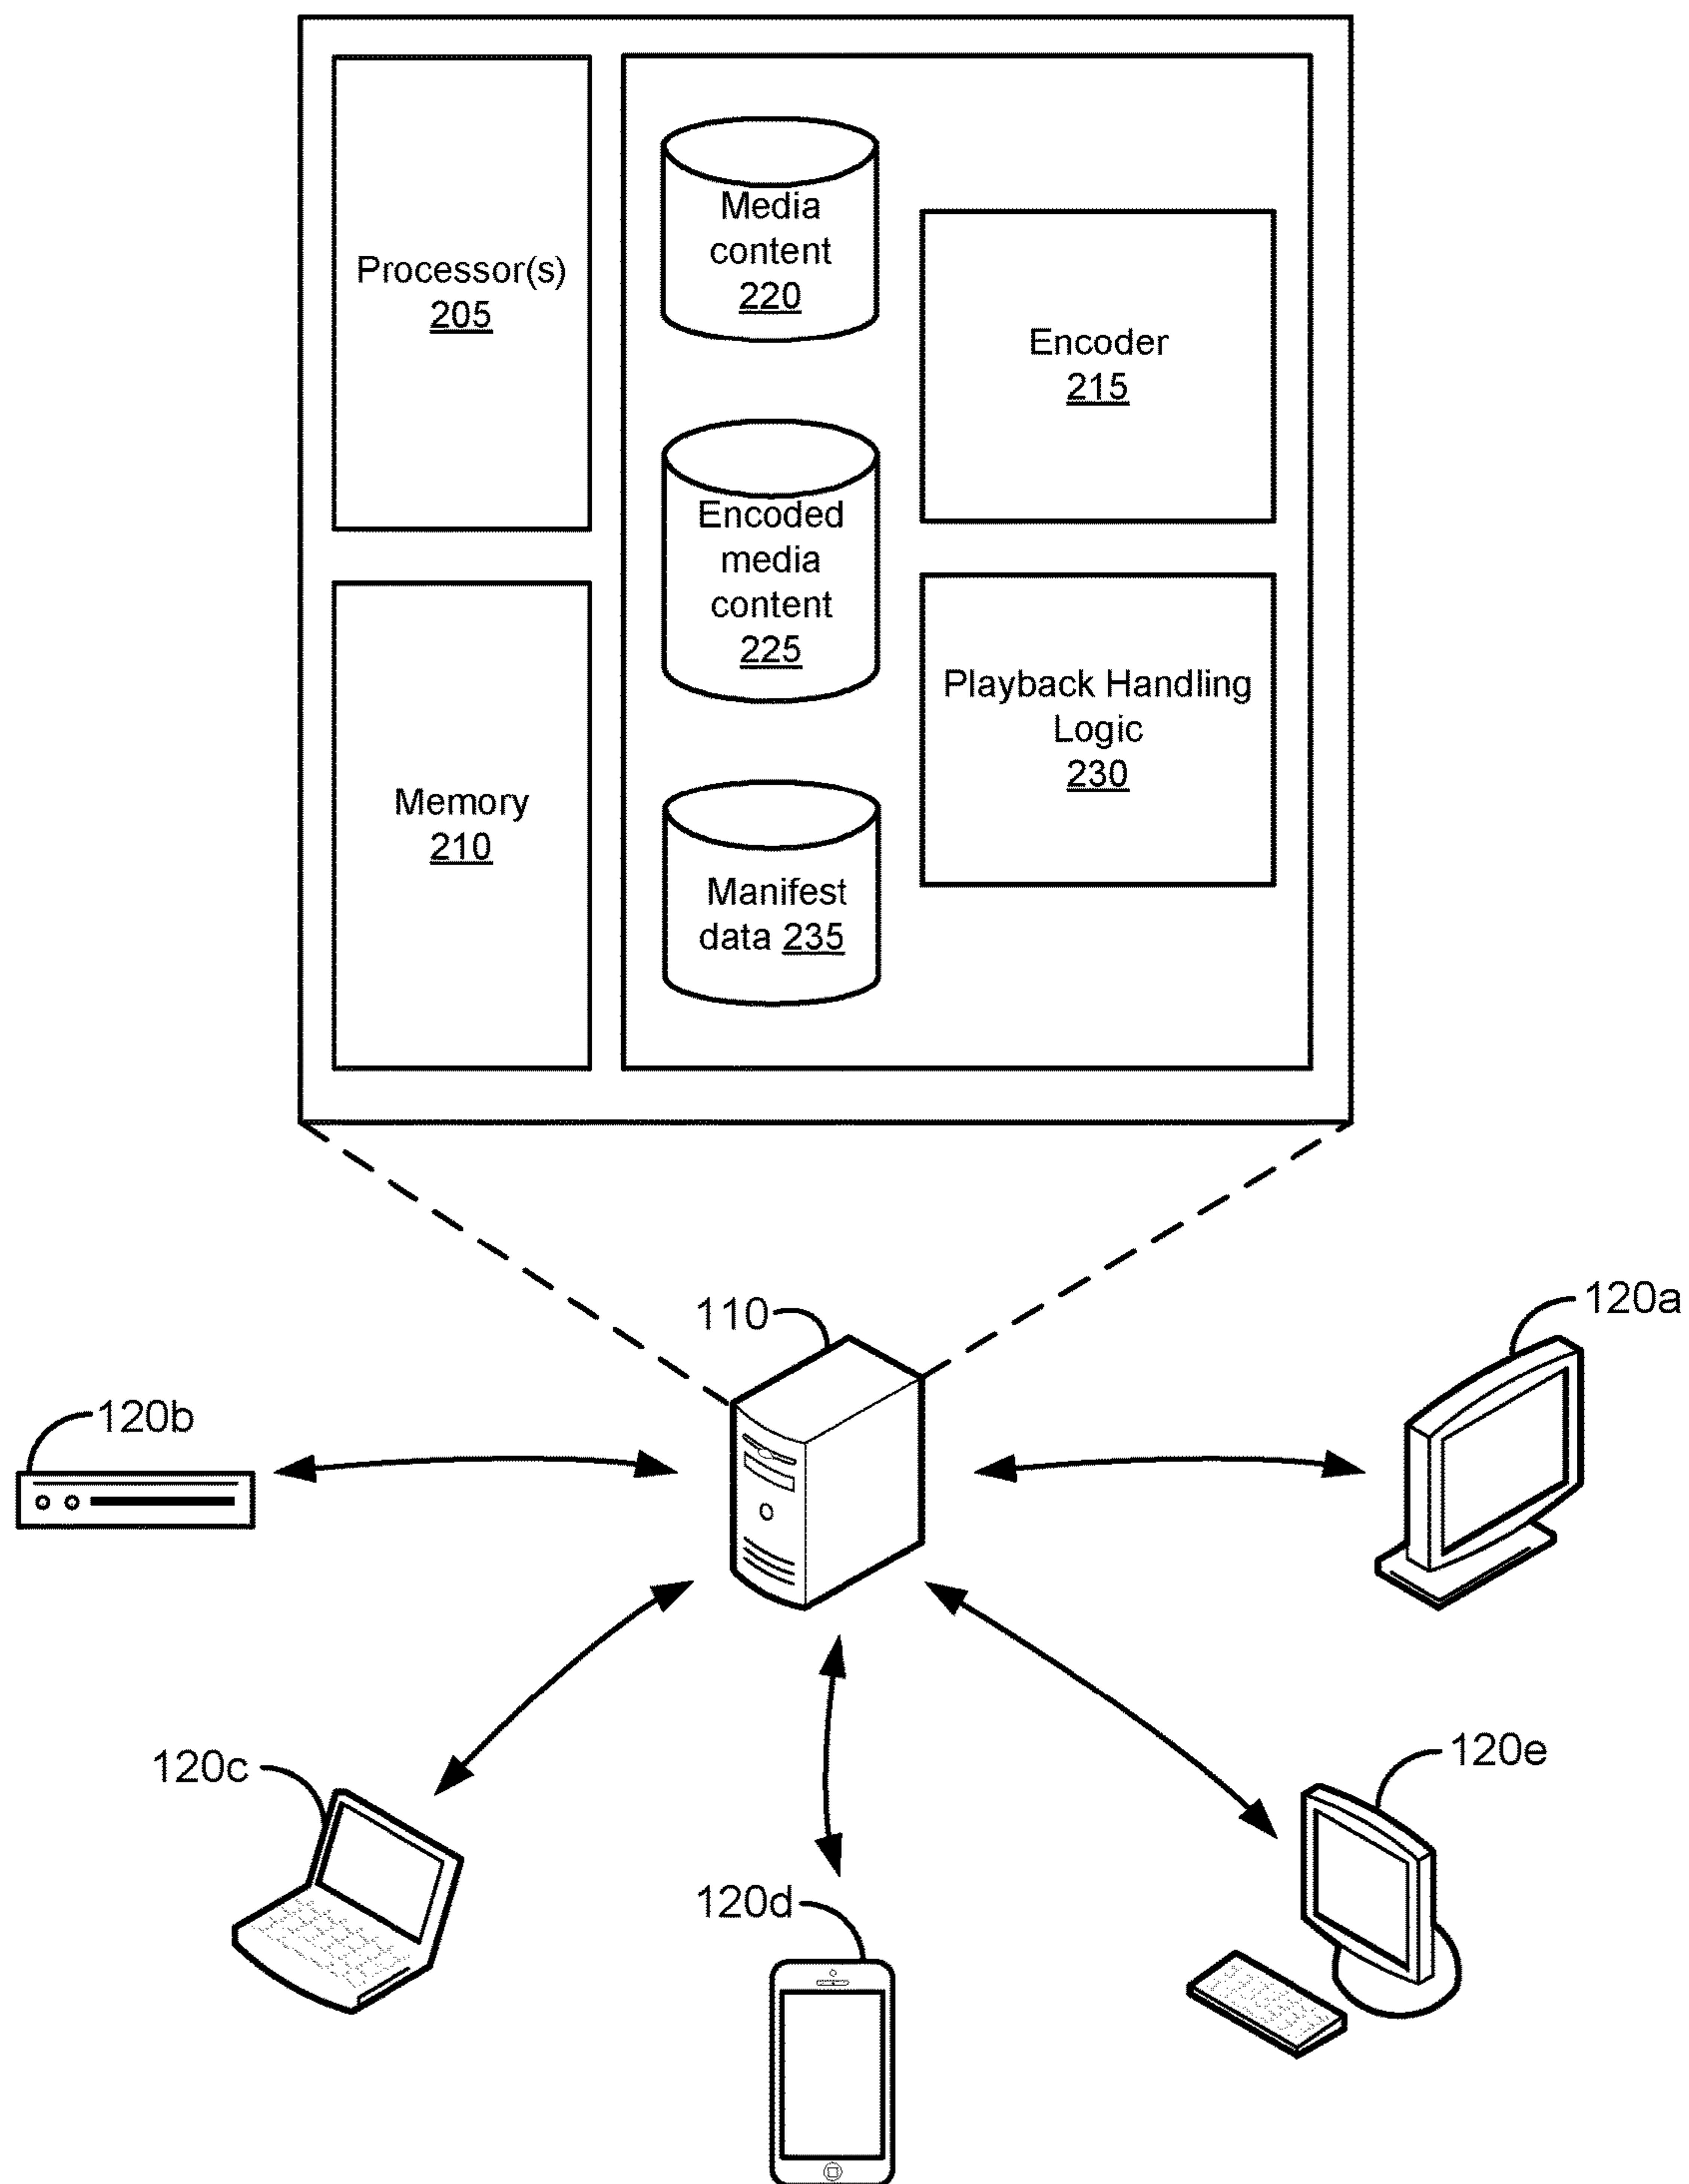 Processor(s)
205
Memory
210
Media
content
220
Encoded
media
content
225
Manifest
data 235
Encoder
215
Playback Handling
Logic
230
110
120a
120b
120c
120d
120e